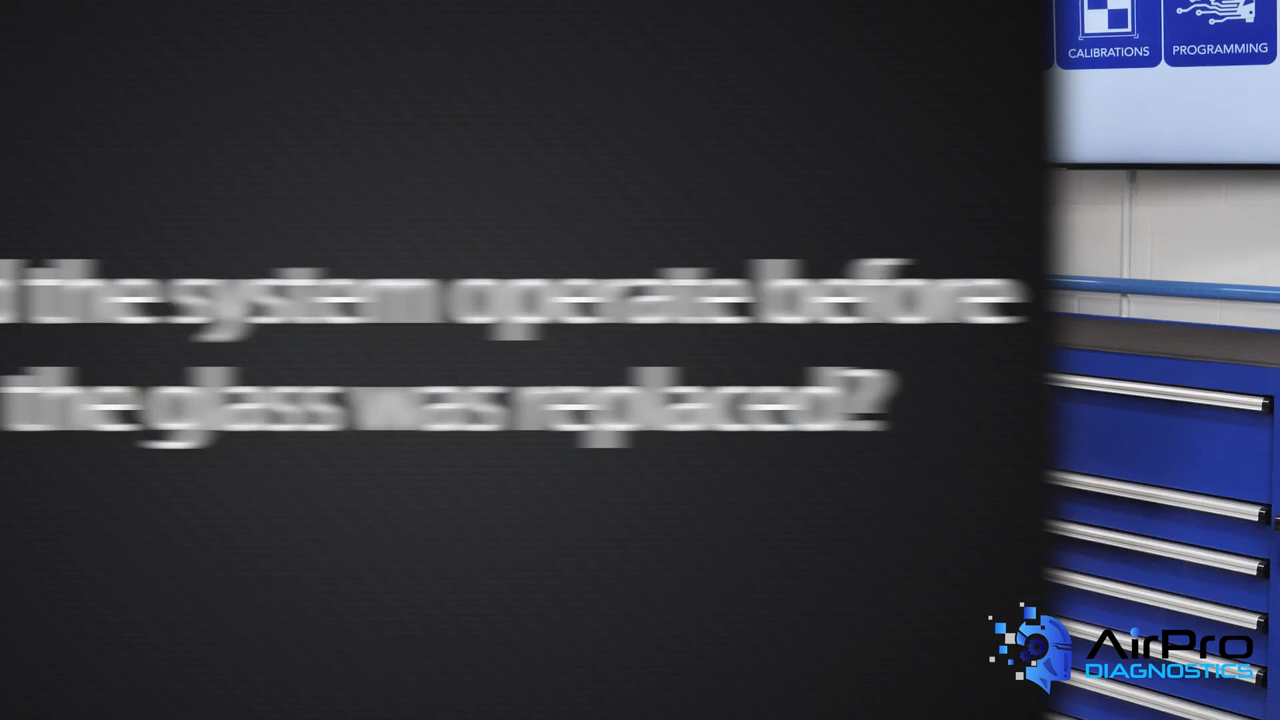 CALIBRATIONS
PROGRAMMING
the system operate before
the glass was replaced?
AirPro
DIAGNOSTICS